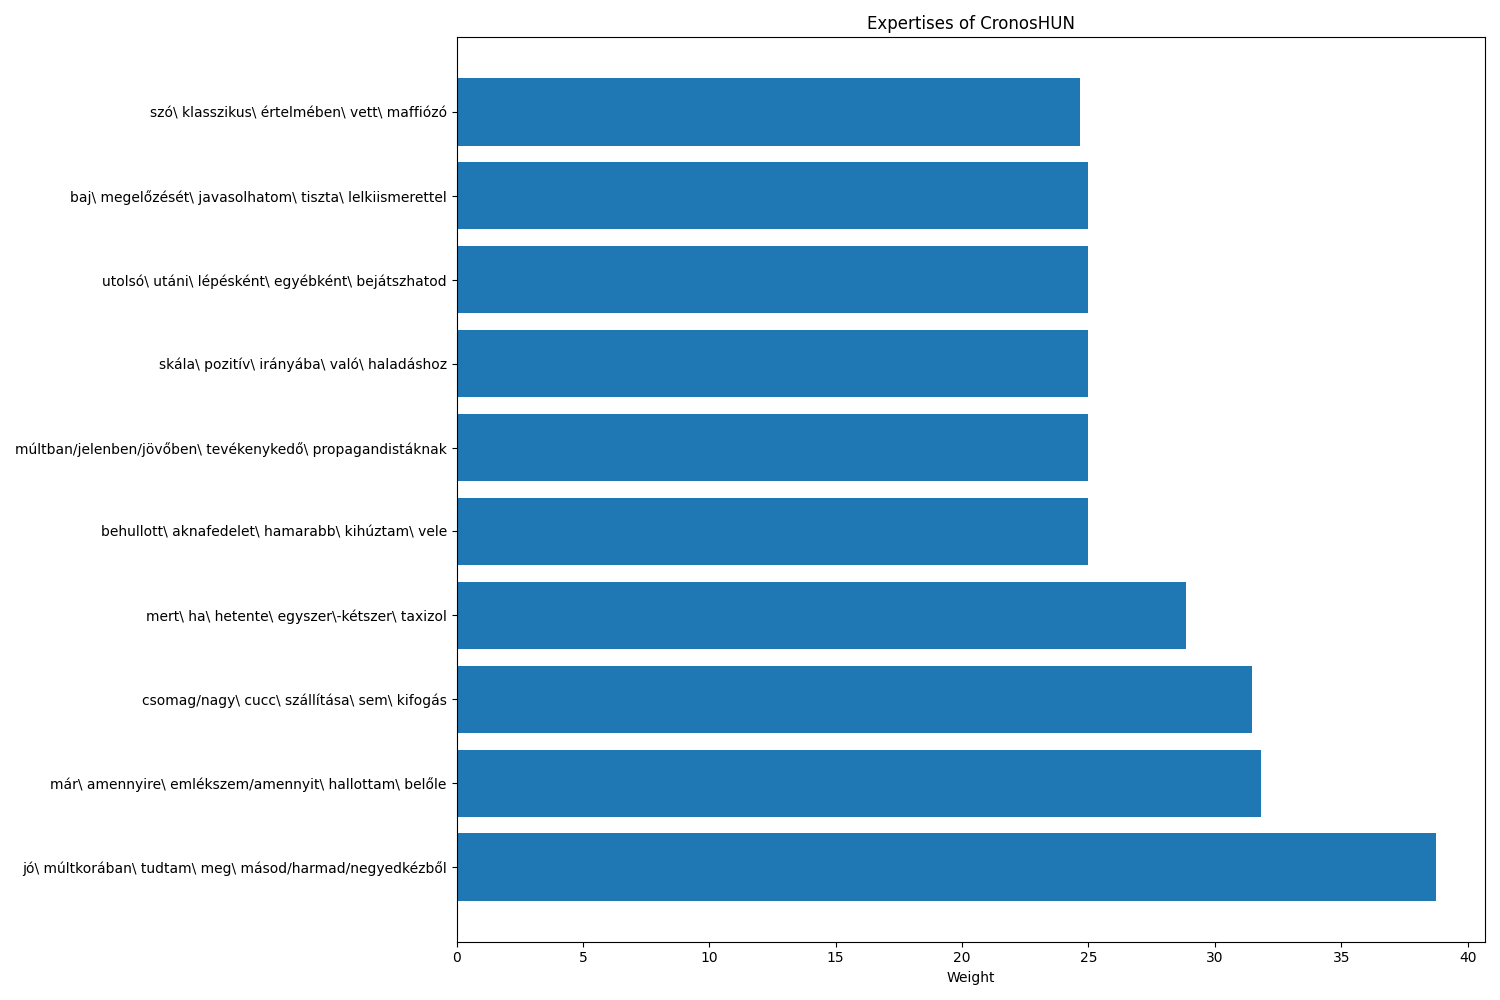 Expertises of CronosHUN
szó\ klasszikus\ értelmében\ vett\ maffiózó
baj\ megelőzését\ javasolhatom\ tiszta\ lelkiismerettel
utolsó\ utáni\ lépésként\ egyébként\ bejátszhatod
skála\ pozitív\ irányába\ való\ haladáshoz
múltban/jelenben/jövőben\ tevékenykedő\ propagandistáknak
behullott\ aknafedelet\ hamarabb\ kihúztam\ vele
mert\ ha\ hetente\ egyszer\-kétszer\ taxizol
csomag/nagy\ cucc\ szállítása\ sem\ kifogás
már\ amennyire\ emlékszem/amennyit\ hallottam\ belőle
jó\ múltkorában\ tudtam\ meg\ másod/harmad/negyedkézből
0 5 10 15 20 25 30 35 40
Weight